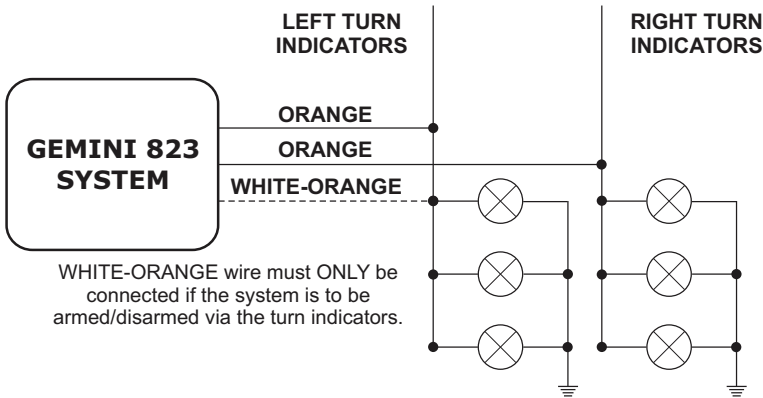 LEFT TURN
INDICATORS
RIGHT TURN
INDICATORS
ORANGE
GEMINI 823
SYSTEM
ORANGE
WHITE-ORANGE
WHITE-ORANGE wire must ONLY be
connected if the system is to be
armed/disarmed via the turn indicators.